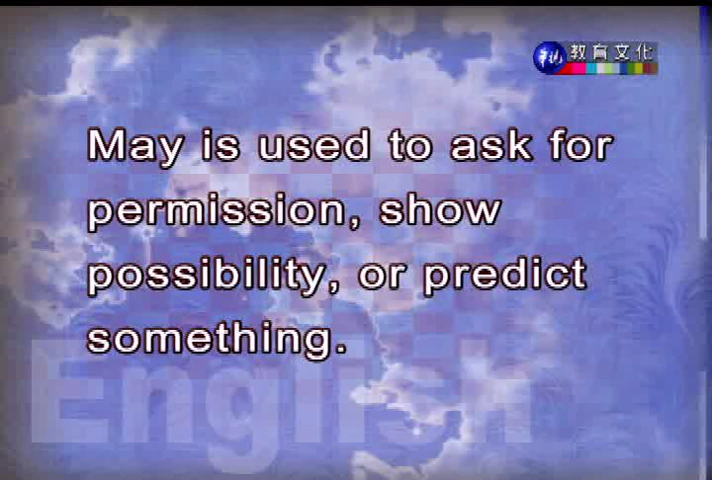 教育文化
May is used to ask for
permission, show
possibility, or predict
something.
English